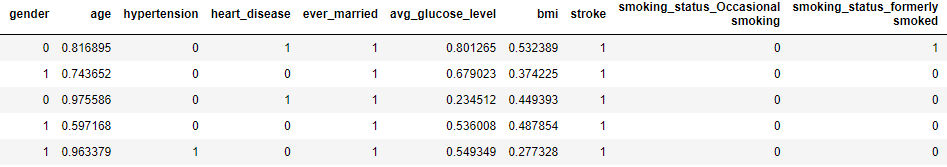 gender age hypertension heart_disease ever_married avg_glucose_level bmi stroke smoking_status_Occasional smoking smoking_status_formerly smoked
0 0.816895 0 1 1 0.801265 0.532389 1 0 1
1 0.743652 0 0 1 0.679023 0.374225 1 0 0
0 0.975586 0 1 1 0.234512 0.449393 1 0 0
1 0.597168 0 0 1 0.536008 0.487854 1 0 0
1 0.963379 1 0 1 0.549349 0.277328 1 0 0